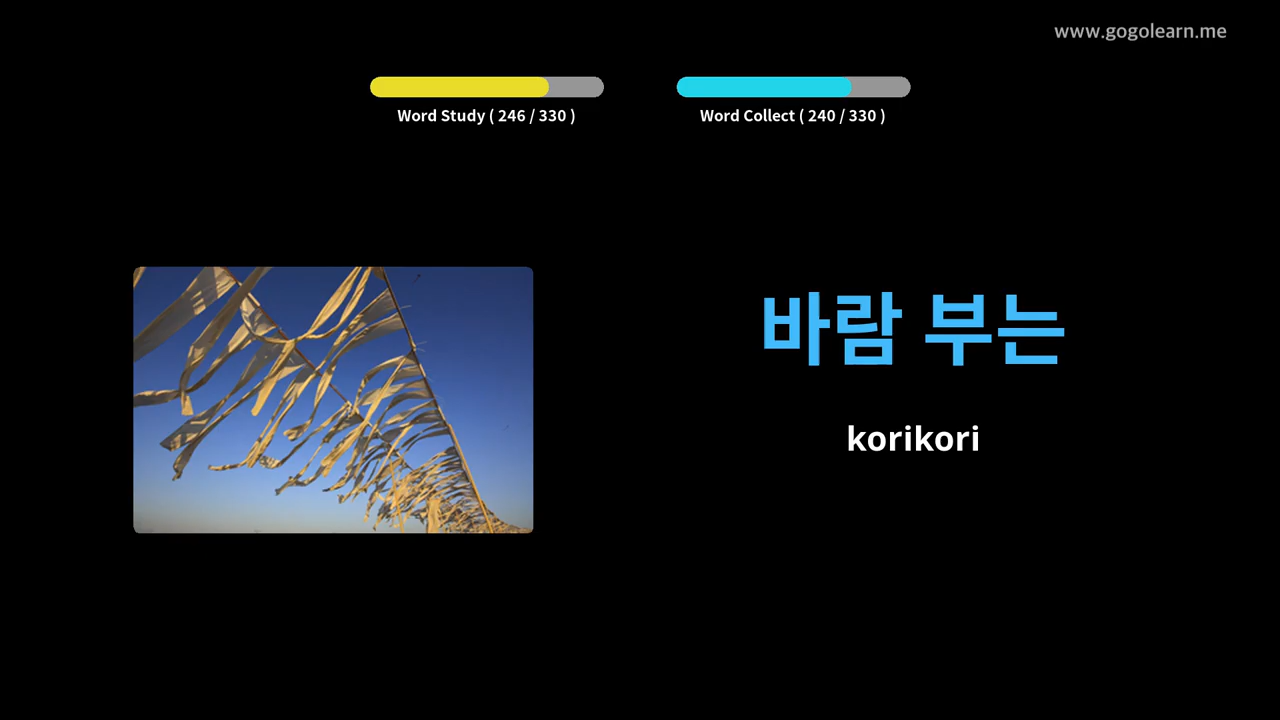 www.gogolearn.me
Word Study ( 246 / 330 )
Word Collect ( 240 / 330 )
바람 부는
korikori